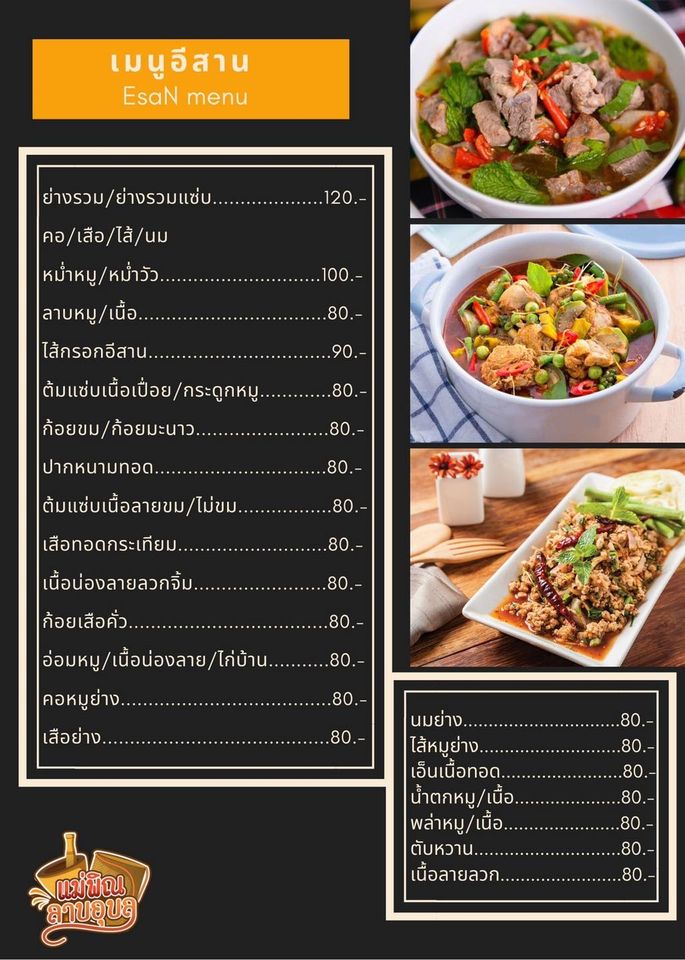 เมนูอีสาน
EsaN menu
ย่างรวม/ย่างรวมแซ่บ.....................120.-
คอ/เสือ/ไส้/นม
หม่ำหมู/หม่ำวัว.........................100.-
ลาบหมู/เนื้อ....................................80.-
ไส้กรอกอีสาน...................................90.-
ต้มแซ่บเนื้อเปื่อย/กระดูกหมู.............80.-
ก้อยขม/ก้อยมะนาว.........................80.-
ปากหนามทอด................................80.-
ต้มแซ่บเนื้อลายขม/ไม่ขม..................80.-
เสือทอดกระเทียม............................80.-
เนื้อน่องลายลวกจิ้ม.........................80.-
ก้อยเสือคั่ว......................................80.-
อ่อมหมู/เนื้อน่องลาย/ไก่บ้าน...........80.-
คอหมูย่าง........................................80.-
เสือย่าง...........................................80.-
นมย่าง..............................80.-
ไส้หมูย่าง...........................80.-
เอ็นเนื้อทอด.......................80.-
น้ำตกหมู/เนื้อ....................80.-
พล่าหมู/เนื้อ......................80.-
ตับหวาน............................80.-
เนื้อลายลวก.......................80.-
แม่พิณ
ลาบอุบล